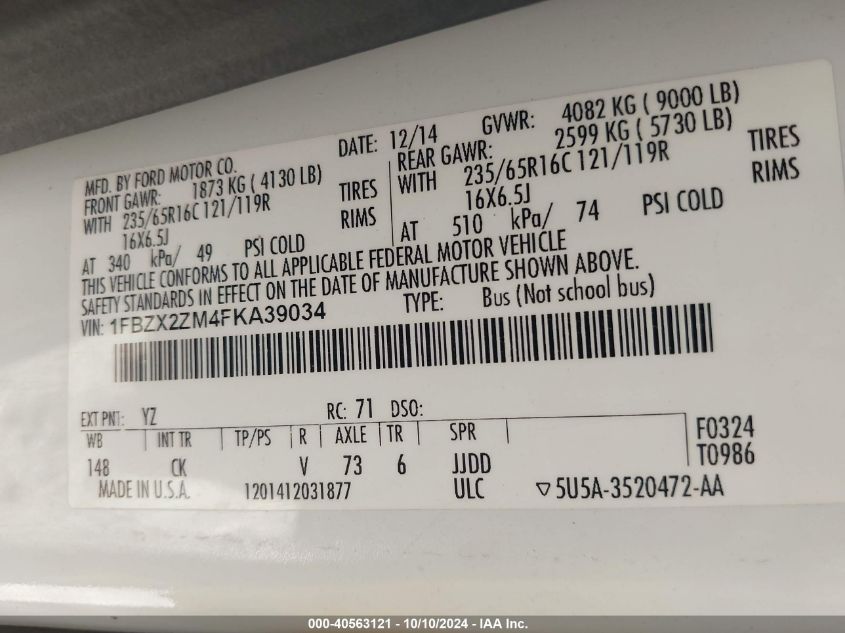 MFD. BY FORD MOTOR CO. DATE: 12/14 GVWR: 4082 KG ( 9000 LB)
FRONT GAWR: 1873 KG ( 4130 LB) REAR GAWR: 2599 KG ( 5730 LB)
WITH 235/65R16C 121/119R TIRES WITH 235/65R16C 121/119R TIRES
16X6.5J RIMS 16X6.5J RIMS
AT 340 kPa/ 49 PSI COLD AT 510 kPa/ 74 PSI COLD
THIS VEHICLE CONFORMS TO ALL APPLICABLE FEDERAL MOTOR VEHICLE
SAFETY STANDARDS IN EFFECT ON THE DATE OF MANUFACTURE SHOWN ABOVE.
VIN: 1FBZX2ZM4FKA39034 TYPE: Bus (Not school bus)
EXT PNT: YZ RC: 71 DSO:
WB INT TR TP/PS R AXLE TR SPR F0324
148 CK V 73 6 JJDD T0986
MADE IN U.S.A. 1201412031877 ULC ▽5U5A-3520472-AA
000-40563121 - 10/10/2024 - IAA Inc.